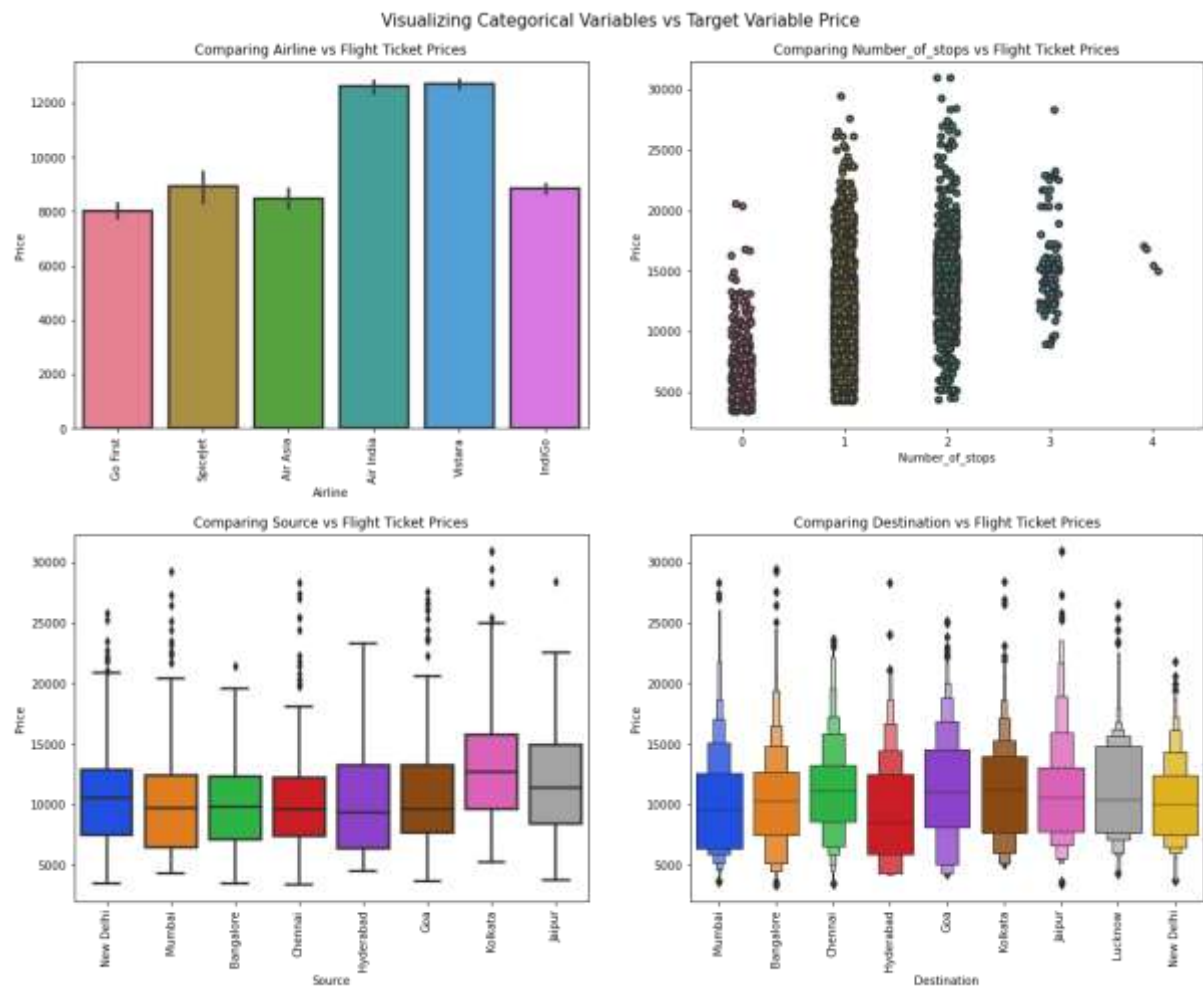 Visualizing Categorical Variables vs Target Variable Price
Comparing Airline vs Flight Ticket Prices
12000
10000
8000
6000
4000
2000
0
Price
Go First
SpiceJet
Air Asia
Air India
Vistara
IndiGo
Airline
Comparing Number_of_stops vs Flight Ticket Prices
30000
25000
20000
15000
10000
5000
Price
0 1 2 3 4
Number_of_stops
Comparing Source vs Flight Ticket Prices
30000
25000
20000
15000
10000
5000
Price
New Delhi
Mumbai
Bangalore
Chennai
Hyderabad
Goa
Kolkata
Jaipur
Source
Comparing Destination vs Flight Ticket Prices
30000
25000
20000
15000
10000
5000
Price
Mumbai
Bangalore
Chennai
Hyderabad
Goa
Kolkata
Jaipur
Lucknow
New Delhi
Destination